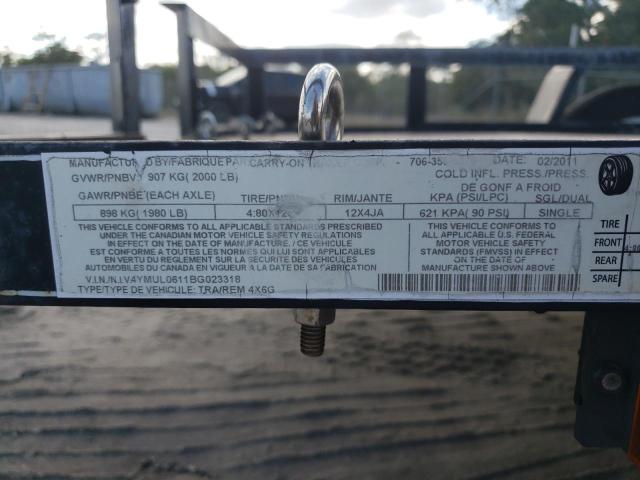 MANUFACTUR D BY/FABRIQUE PAR CARRY-ON 706-35 DATE: 02/2011
GVWR/PNBV 907 KG( 2000 LB) COLD INFL. PRESS/PRESS.
DE GONF A FROID
GAWR/PNBE (EACH AXLE) TIRE/PN RIM/JANTE KPA (PSI/LPC) SGL/DUAL
898 KG( 1980 LB) 4:80X12 12X4JA 621 KPA( 90 PSI) SINGLE
THIS VEHICLE CONFORMS TO ALL APPLICABLE STANDARDS PRESCRIBED
UNDER THE CANADIAN MOTOR VEHICLE SAFETY REGULATIONS
IN EFFECT ON THE DATE OF MANUFACTURE. / CE VEHICULE
EST CONFORME A TOUTES LES NORMES QUI LUI SONT APPLICABLES
EN VERTU DU REGLEMENT SUR LA SECURITE DES VEHICULES
AUTOMOBILES DU CANADA EN VIGUEUR A LA DATE DE SA FABRICATION
THIS VEHICLE CONFORMS TO ALL
APPLICABLE U.S. FEDERAL
MOTOR VEHICLE SAFETY
STANDARDS (FMVSS) IN EFFECT
ON THE DATE OF
MANUFACTURE SHOWN ABOVE
V.I.N./N.I.V4YMUL0611BG023318
TYPE/TYPE DE VEHICULE: TRA/REM 4X6G
TIRE
FRONT
REAR
SPARE